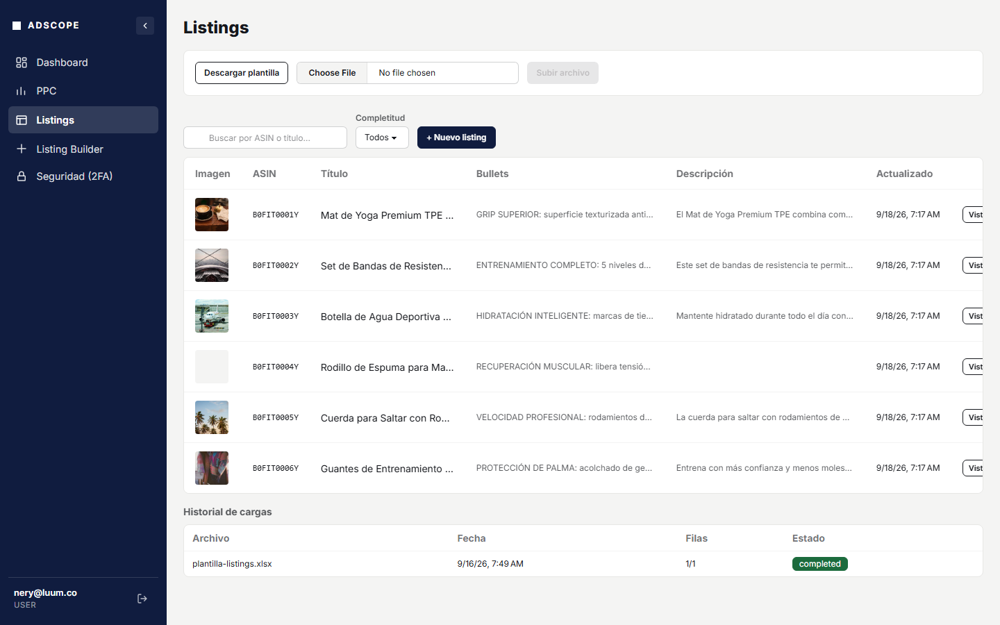 ADSCOPE
Dashboard
PPC
Listings
Listing Builder
Seguridad (2FA)
nery@luum.co
USER
Listings
Descargar plantilla
Choose File
No file chosen
Subir archivo
Completitud
Buscar por ASIN o título...
Todos
+ Nuevo listing
Imagen ASIN Título Bullets Descripción Actualizado
B0FIT0001Y Mat de Yoga Premium TPE ... GRIP SUPERIOR: superficie texturizada anti... El Mat de Yoga Premium TPE combina com... 9/18/26, 7:17 AM Vist
B0FIT0002Y Set de Bandas de Resisten... ENTRENAMIENTO COMPLETO: 5 niveles d... Este set de bandas de resistencia te permit... 9/18/26, 7:17 AM Vist
B0FIT0003Y Botella de Agua Deportiva ... HIDRATACIÓN INTELIGENTE: marcas de tie... Mantente hidratado durante todo el día con... 9/18/26, 7:17 AM Vist
B0FIT0004Y Rodillo de Espuma para Ma... RECUPERACIÓN MUSCULAR: libera tensió... 9/18/26, 7:17 AM Vist
B0FIT0005Y Cuerda para Saltar con Ro... VELOCIDAD PROFESIONAL: rodamientos d... La cuerda para saltar con rodamientos de ... 9/18/26, 7:17 AM Vist
B0FIT0006Y Guantes de Entrenamiento ... PROTECCIÓN DE PALMA: acolchado de ge... Entrena con más confianza y menos moles... 9/18/26, 7:17 AM Vist
Historial de cargas
Archivo Fecha Filas Estado
plantilla-listings.xlsx 9/16/26, 7:49 AM 1/1 completed